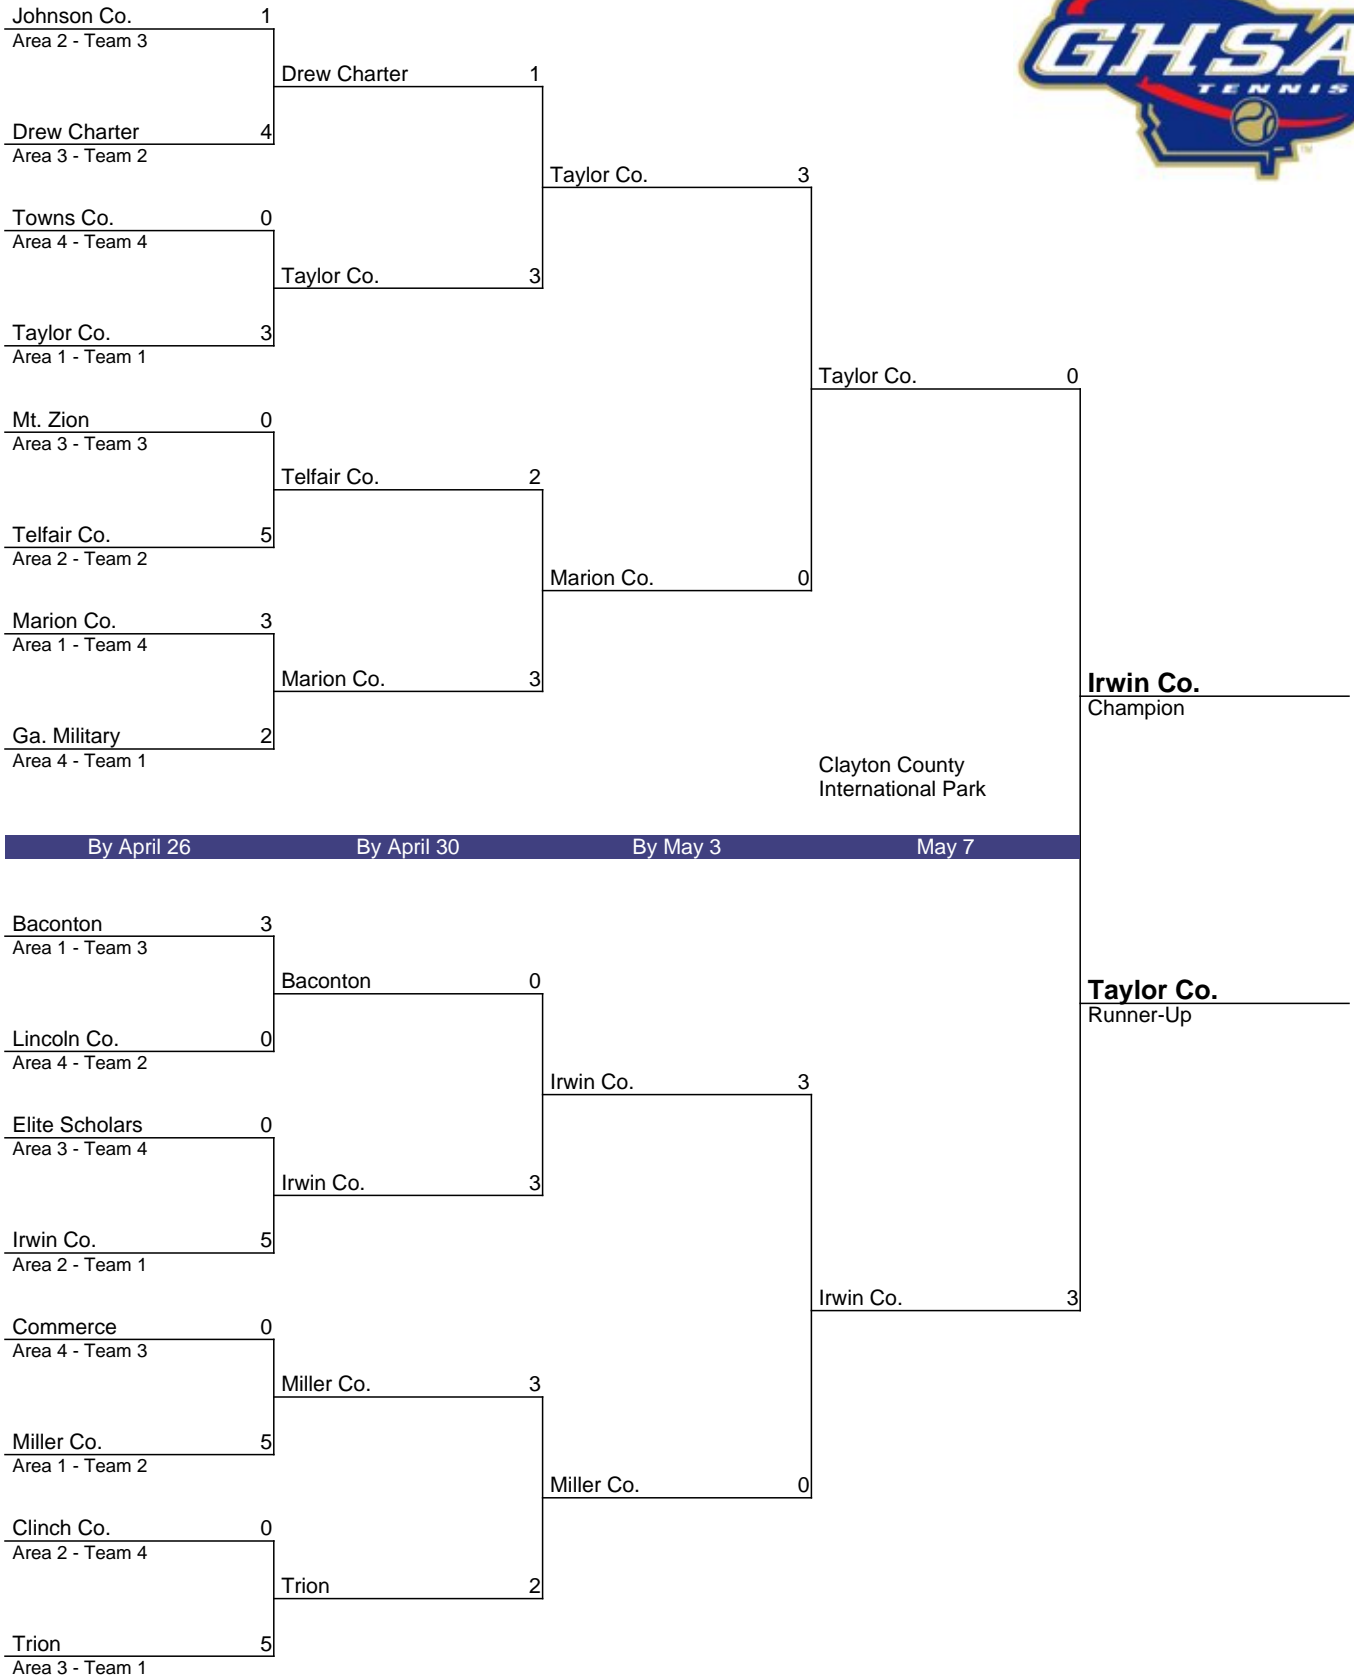 GHSA
TENNIS
TM
Johnson Co. 1
Area 2 - Team 3
Drew Charter 1
Drew Charter 4
Area 3 - Team 2
Taylor Co. 3
Towns Co. 0
Area 4 - Team 4
Taylor Co. 3
Taylor Co. 3
Area 1 - Team 1
Taylor Co. 0
Mt. Zion 0
Area 3 - Team 3
Telfair Co. 2
Telfair Co. 5
Area 2 - Team 2
Marion Co. 0
Marion Co. 3
Area 1 - Team 4
Marion Co. 3
Irwin Co.
Champion
Ga. Military 2
Area 4 - Team 1
Clayton County
International Park
By April 26 By April 30 By May 3 May 7
Baconton 3
Area 1 - Team 3
Baconton 0
Taylor Co.
Runner-Up
Lincoln Co. 0
Area 4 - Team 2
Irwin Co. 3
Elite Scholars 0
Area 3 - Team 4
Irwin Co. 3
Irwin Co. 5
Area 2 - Team 1
Irwin Co. 3
Commerce 0
Area 4 - Team 3
Miller Co. 3
Miller Co. 5
Area 1 - Team 2
Miller Co. 0
Clinch Co. 0
Area 2 - Team 4
Trion 2
Trion 5
Area 3 - Team 1